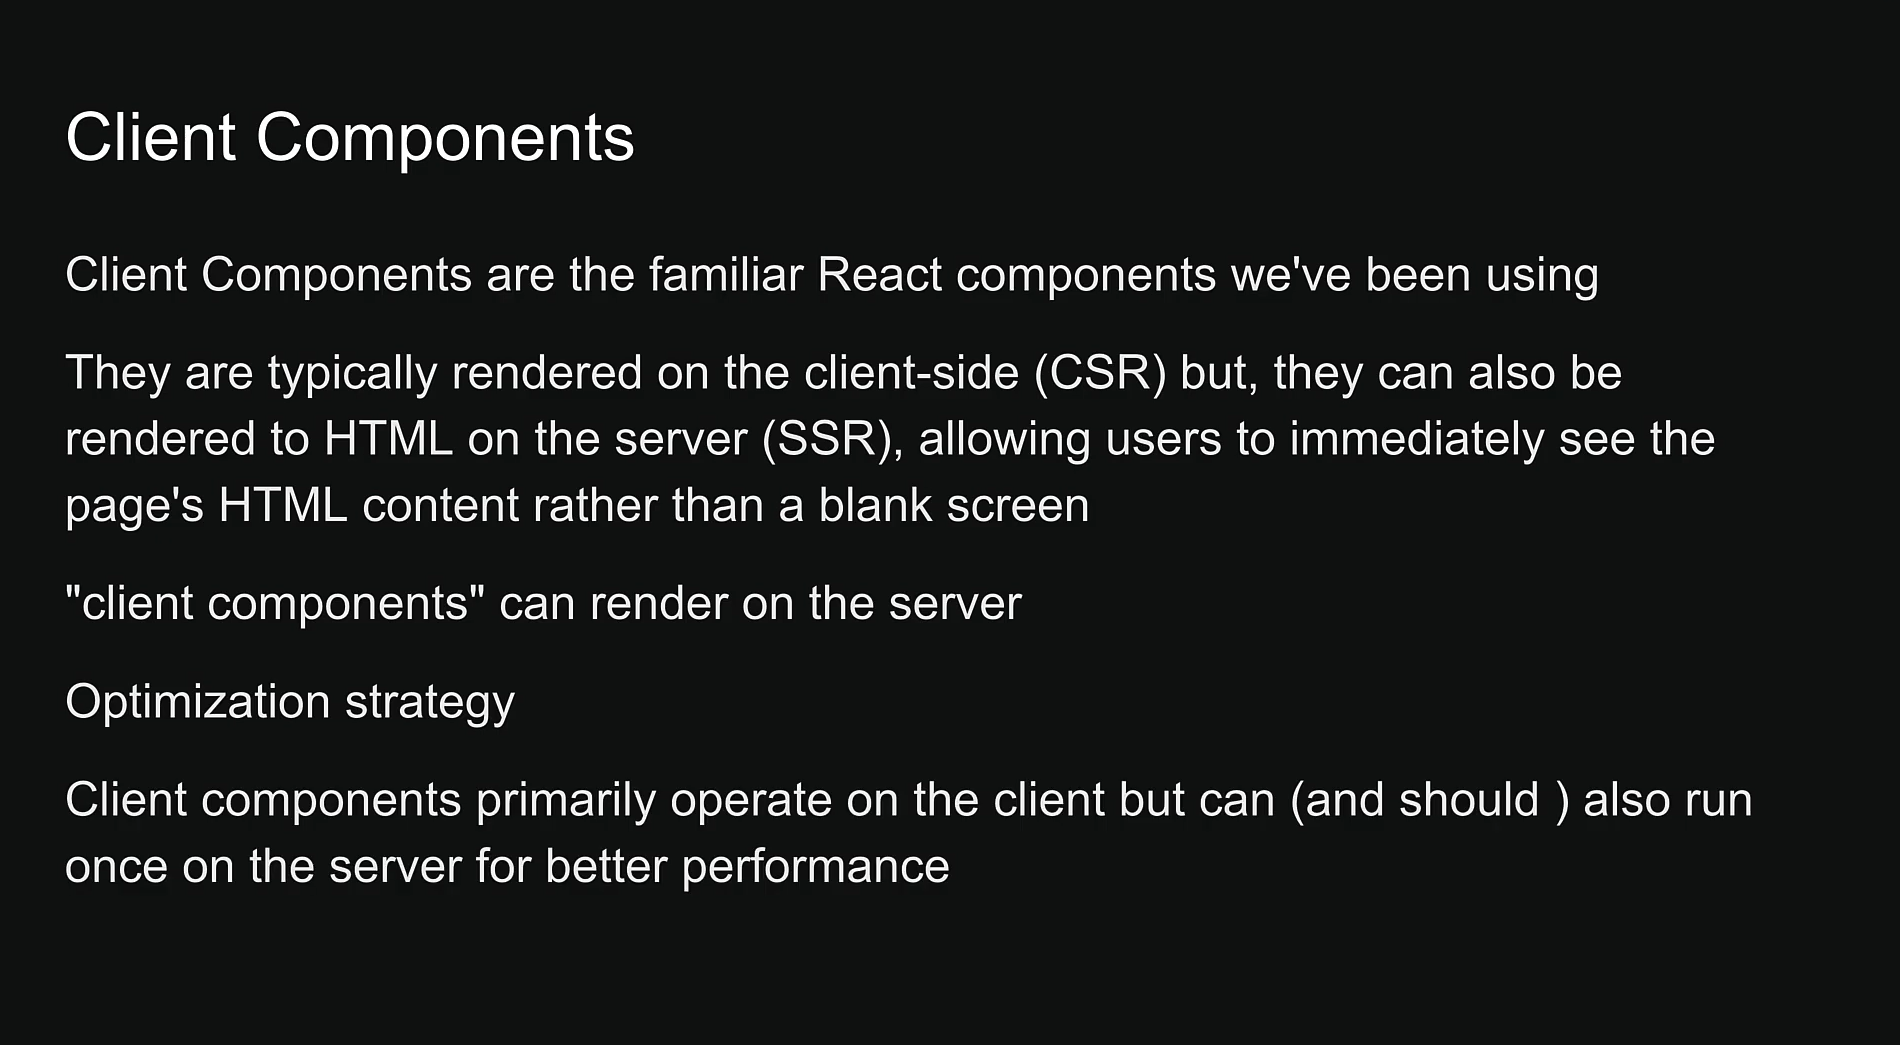 Client Components
Client Components are the familiar React components we've been using
They are typically rendered on the client-side (CSR) but, they can also be
rendered to HTML on the server (SSR), allowing users to immediately see the
page's HTML content rather than a blank screen
"client components" can render on the server
Optimization strategy
Client components primarily operate on the client but can (and should ) also run
once on the server for better performance